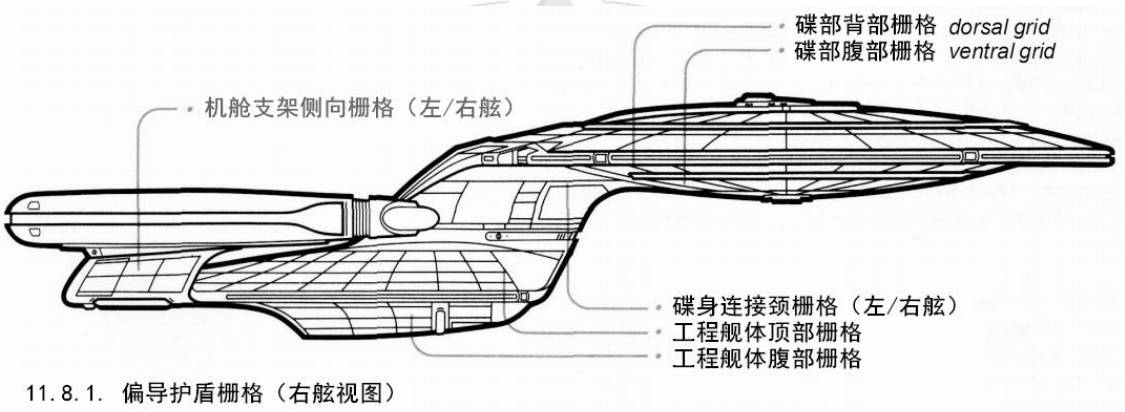 碟部背部栅格 dorsal grid
碟部腹部栅格 ventral grid
机舱支架侧向栅格（左/右舷）
碟身连接颈栅格（左/右舷）
工程舰体顶部栅格
工程舰体腹部栅格
11.8.1. 偏导护盾栅格（右舷视图）